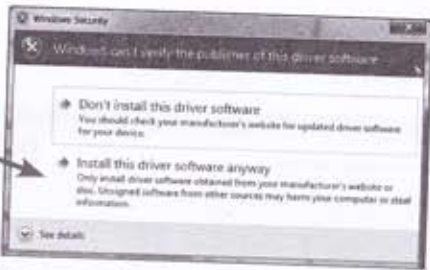 Windows Security
Windows can't verify the publisher of this driver software
Don't install this driver software
You should check your manufacturer's website for updated driver software
for your device.
Install this driver software anyway
Only install driver software obtained from your manufacturer's website or
disc. Unsigned software from other sources may harm your computer or steal
information.
See details